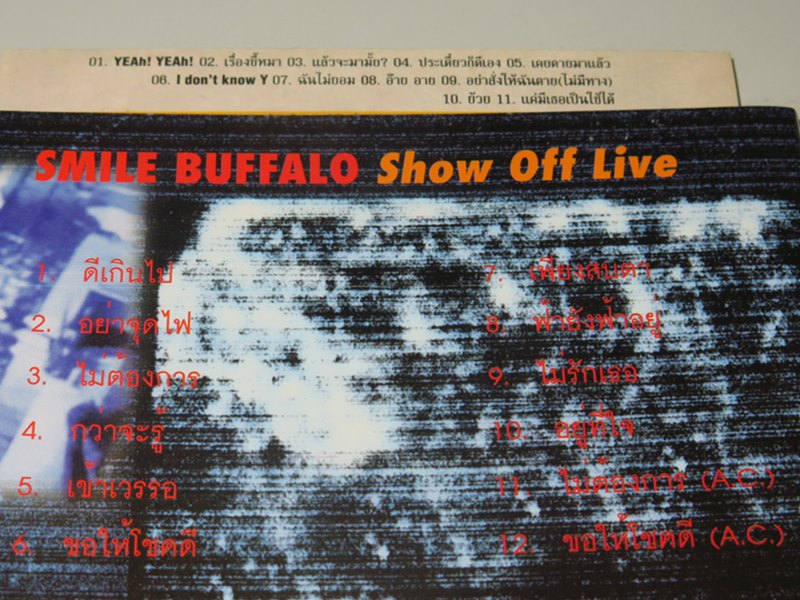 01. YEAh! YEAh! 02. เรื่องขี้หมา 03. แล้วจะมามั้ย? 04. ประเดี๋ยวก็ดีเอง 05. เคยตายมาแล้ว
06. I don't know Y 07. ฉันไม่ยอม 08. อ๊าย อาย 09. อย่าสั่งให้ฉันตาย(ไม่มีทาง)
10. ย้วย 11. แค่มีเธอเป็นใช้ได้
SMILE BUFFALO Show Off Live
1. ดีเกินไป
2. อย่าจุดไฟ
3. ไม่ต้องการ
4. กว่าจะรู้
5. เข้าเวรรอ
6. ขอให้โชคดี
7. เพียงสบตา
8. ฟ้ายังฟ้าอยู่
9. ไม่รักเธอ
10. อยู่ที่ใจ
11. ไม่ต้องการ (A.C.)
12. ขอให้โชคดี (A.C.)